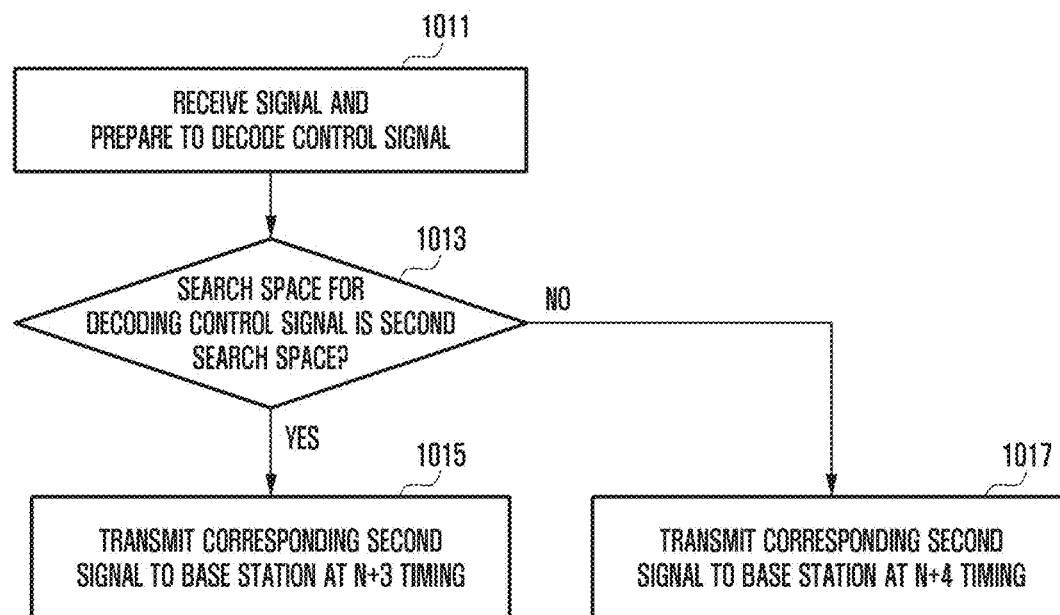 1011
RECEIVE SIGNAL AND
PREPARE TO DECODE CONTROL SIGNAL
1013
SEARCH SPACE FOR
DECODING CONTROL SIGNAL IS SECOND
SEARCH SPACE?
NO
YES
1015
TRANSMIT CORRESPONDING SECOND
SIGNAL TO BASE STATION AT N+3 TIMING
1017
TRANSMIT CORRESPONDING SECOND
SIGNAL TO BASE STATION AT N+4 TIMING